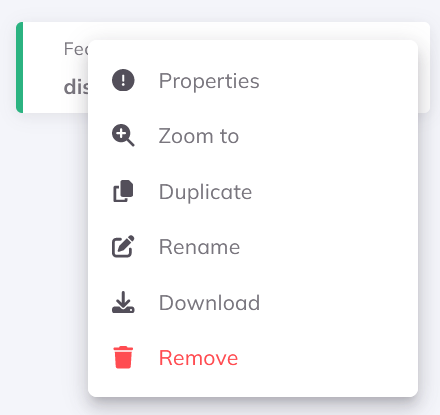 Properties
Zoom to
Duplicate
Rename
Download
Remove